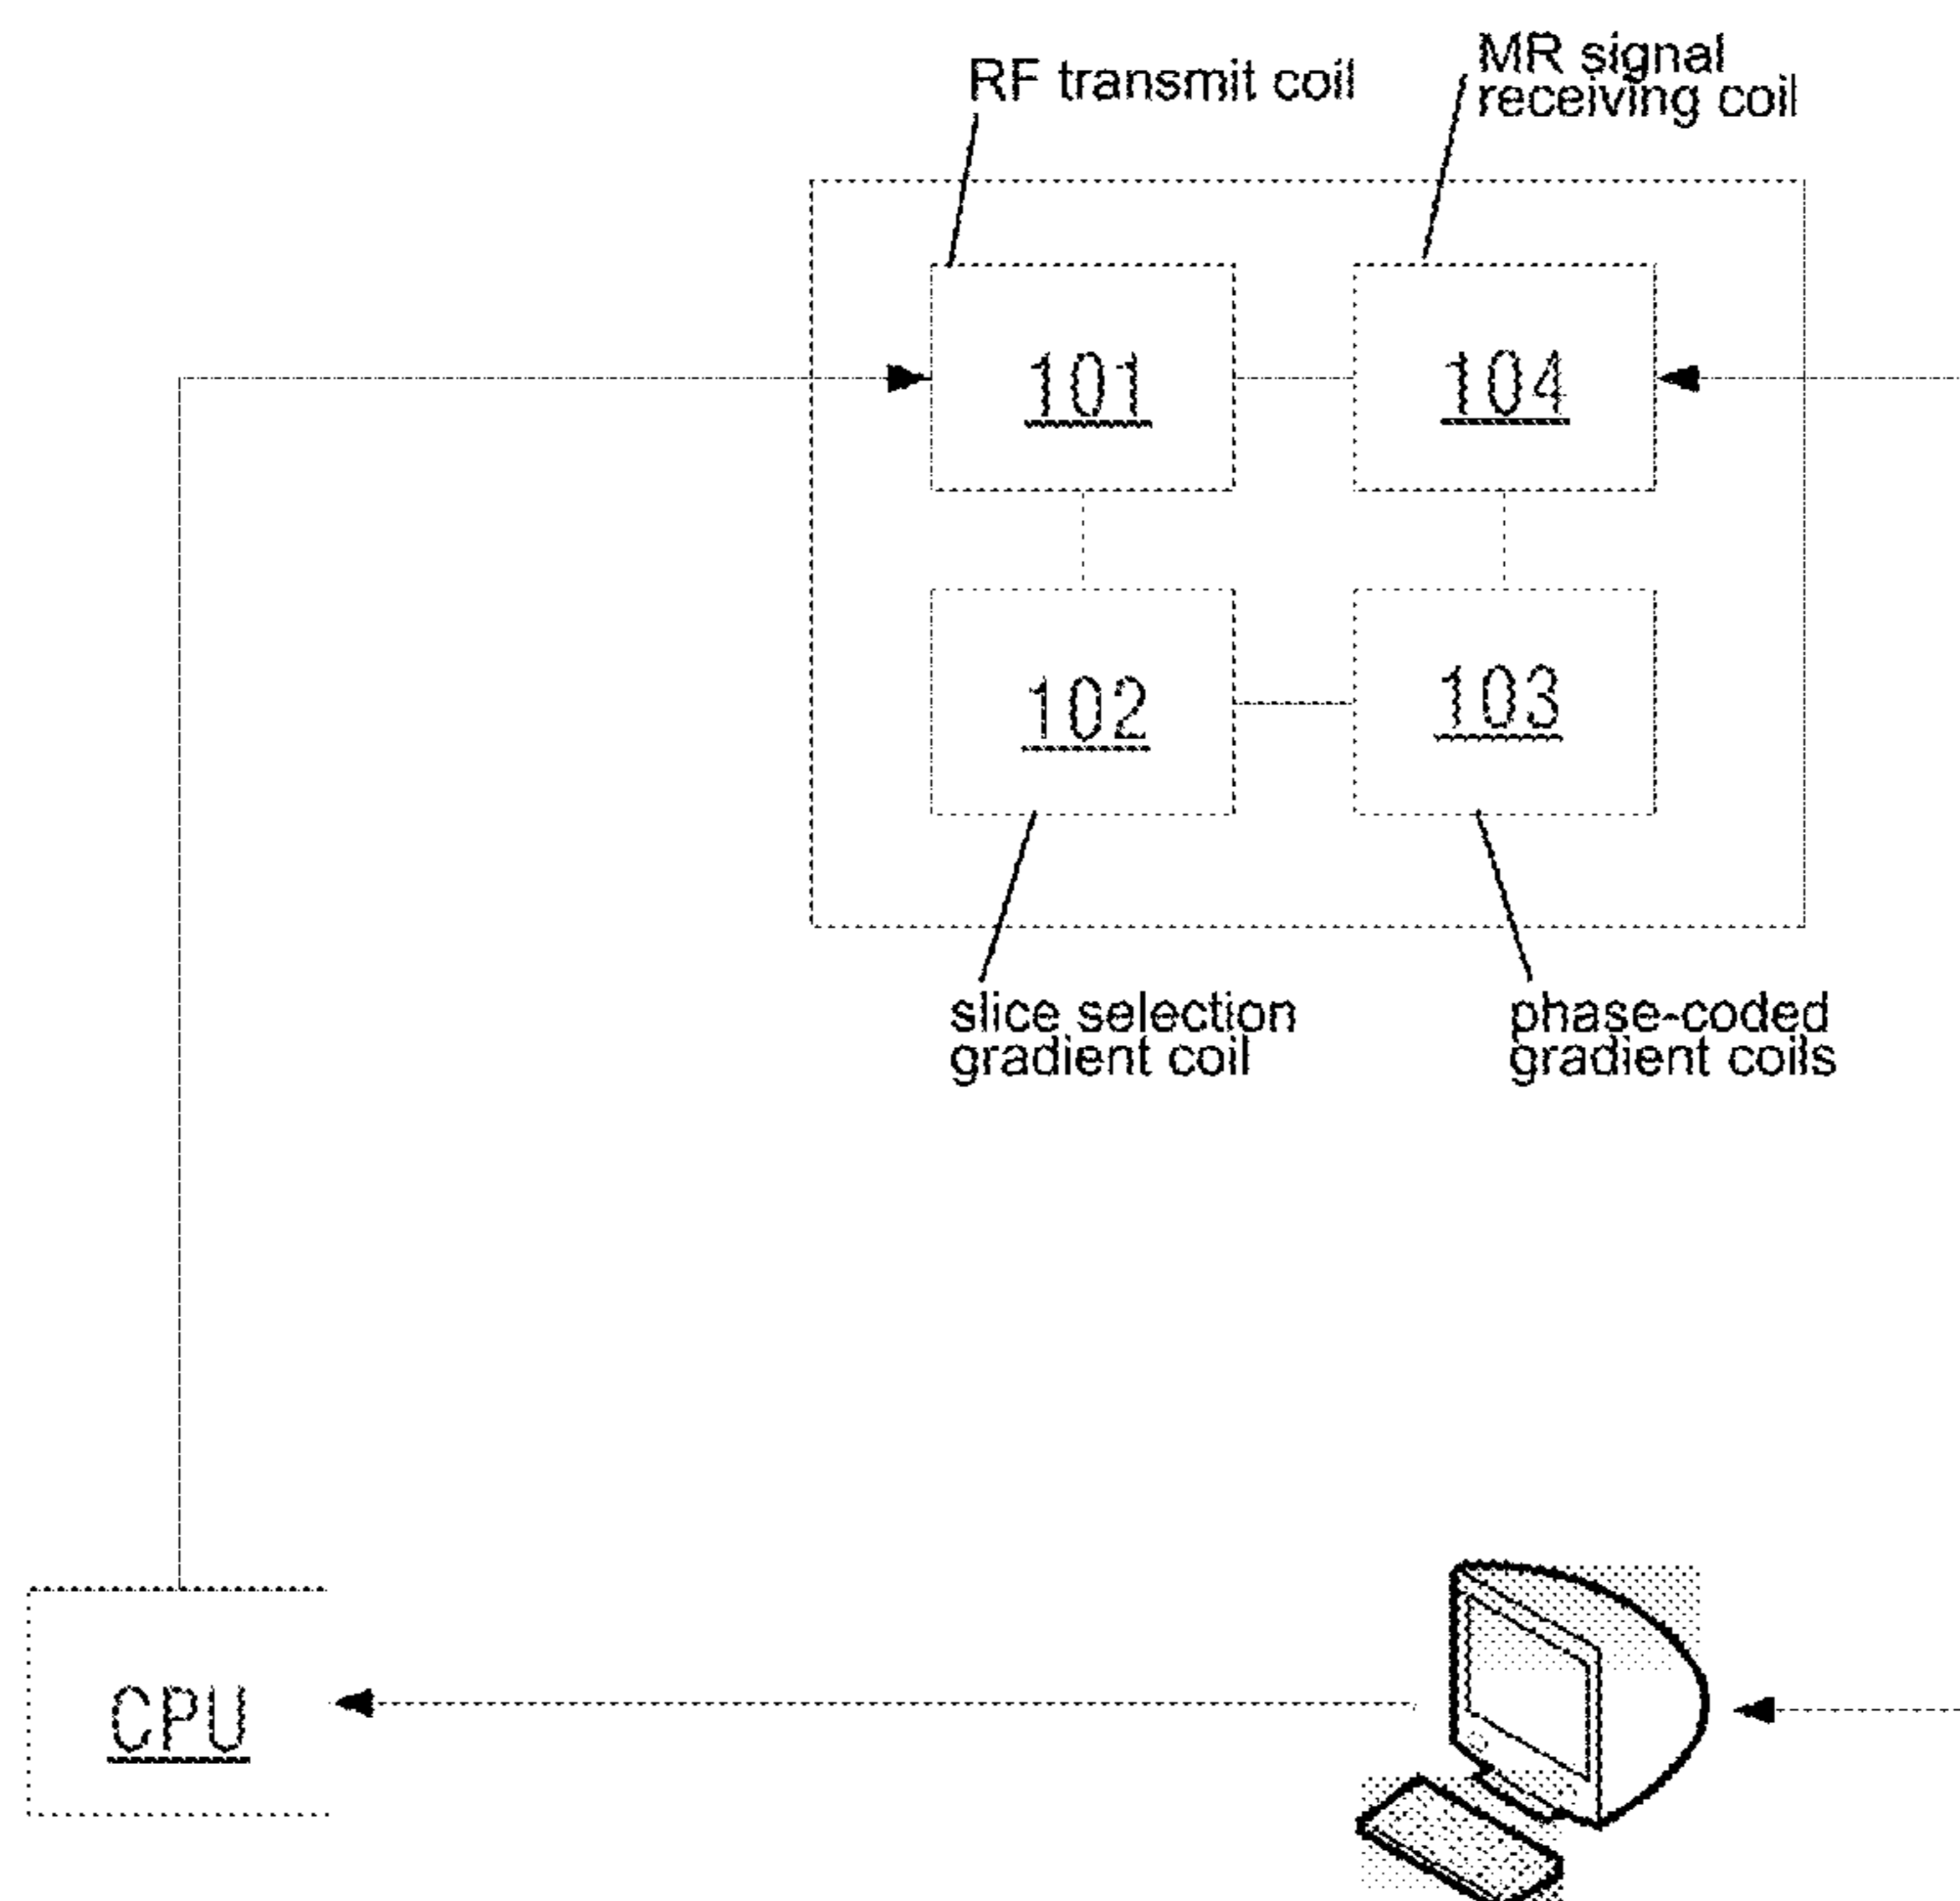 RF transmit coil
MR signal
receiving coil
101
104
102
103
slice selection
gradient coil
phase-coded
gradient coils
CPU